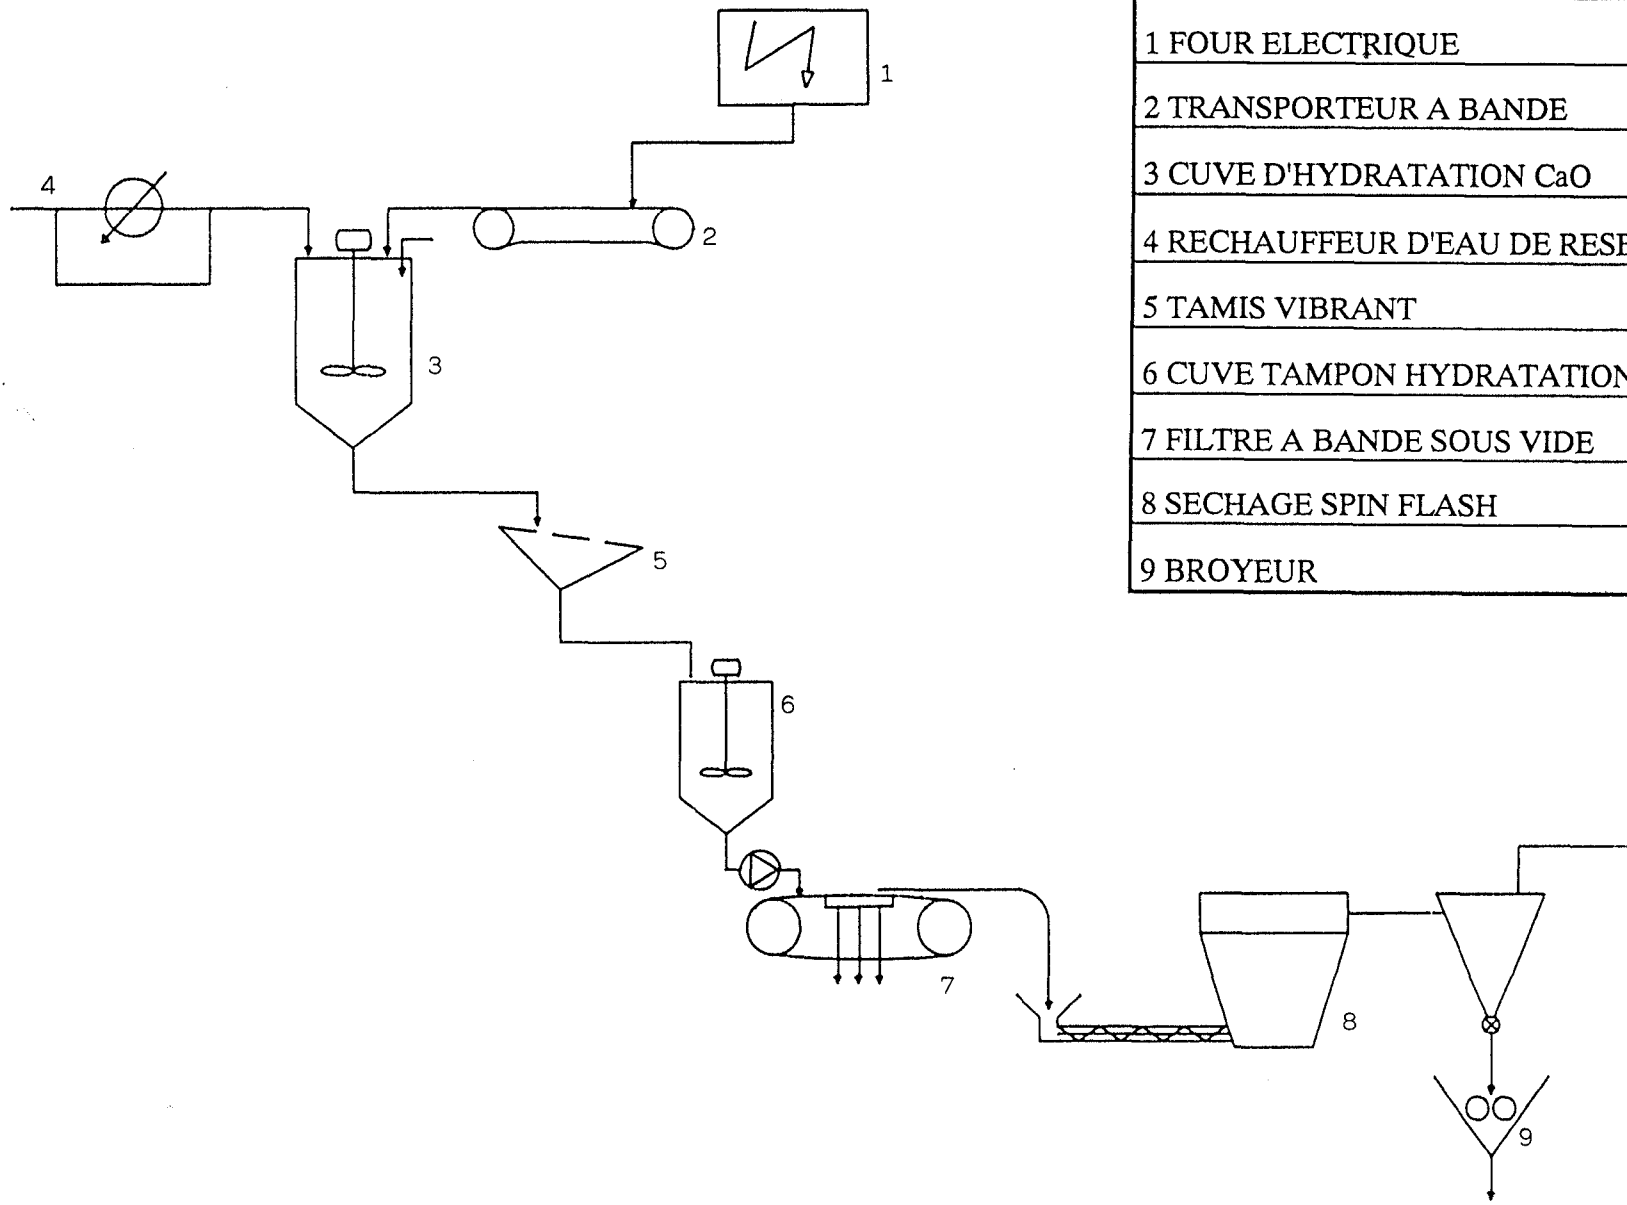 1 FOUR ELECTRIQUE
2 TRANSPORTEUR A BANDE
3 CUVE D'HYDRATATION CaO
4 RECHAUFFEUR D'EAU DE RESE
5 TAMIS VIBRANT
6 CUVE TAMPON HYDRATATION
7 FILTRE A BANDE SOUS VIDE
8 SECHAGE SPIN FLASH
9 BROYEUR
1
4
2
3
5
6
7
8
9